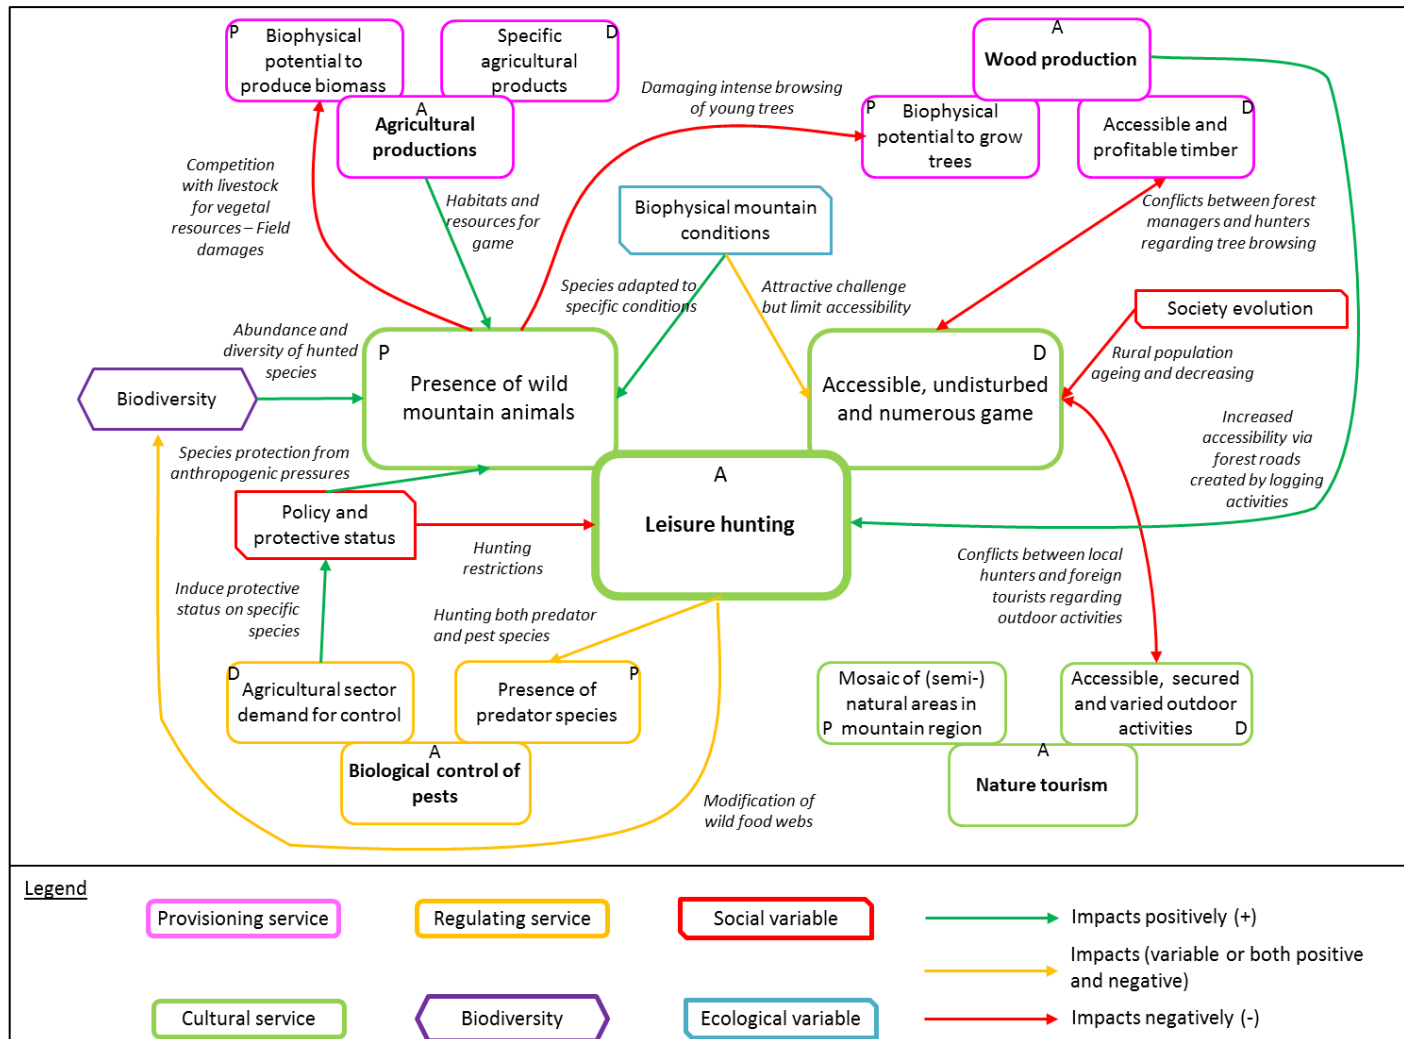 P
Biophysical
potential to
produce biomass
Specific
agricultural
products
D
A
Agricultural
productions
A
Wood production
P
Biophysical
potential to grow
trees
D
Accessible and
profitable timber
Damaging intense browsing
of young trees
Competition
with livestock
for vegetal
resources – Field
damages
Habitats and
resources for
game
Biophysical mountain
conditions
Conflicts between forest
managers and hunters
regarding tree browsing
Species adapted to
specific conditions
Attractive challenge
but limit accessibility
Society evolution
Rural population
ageing and decreasing
Abundance and
diversity of hunted
species
Biodiversity
P
Presence of wild
mountain animals
D
Accessible, undisturbed
and numerous game
Increased
accessibility via
forest roads
created by logging
activities
Species protection from
anthropogenic pressures
A
Leisure hunting
Policy and
protective status
Hunting
restrictions
Conflicts between local
hunters and foreign
tourists regarding
outdoor activities
Induce protective
status on specific
species
Hunting both predator
and pest species
D
Agricultural sector
demand for control
P
Presence of
predator species
A
Biological control of
pests
Mosaic of (semi-)
natural areas in
P mountain region
Accessible, secured
and varied outdoor
activities
D
A
Nature tourism
Modification of
wild food webs
Legend
Provisioning service
Regulating service
Social variable
Impacts positively (+)
Impacts (variable or both positive
and negative)
Cultural service
Biodiversity
Ecological variable
Impacts negatively (-)